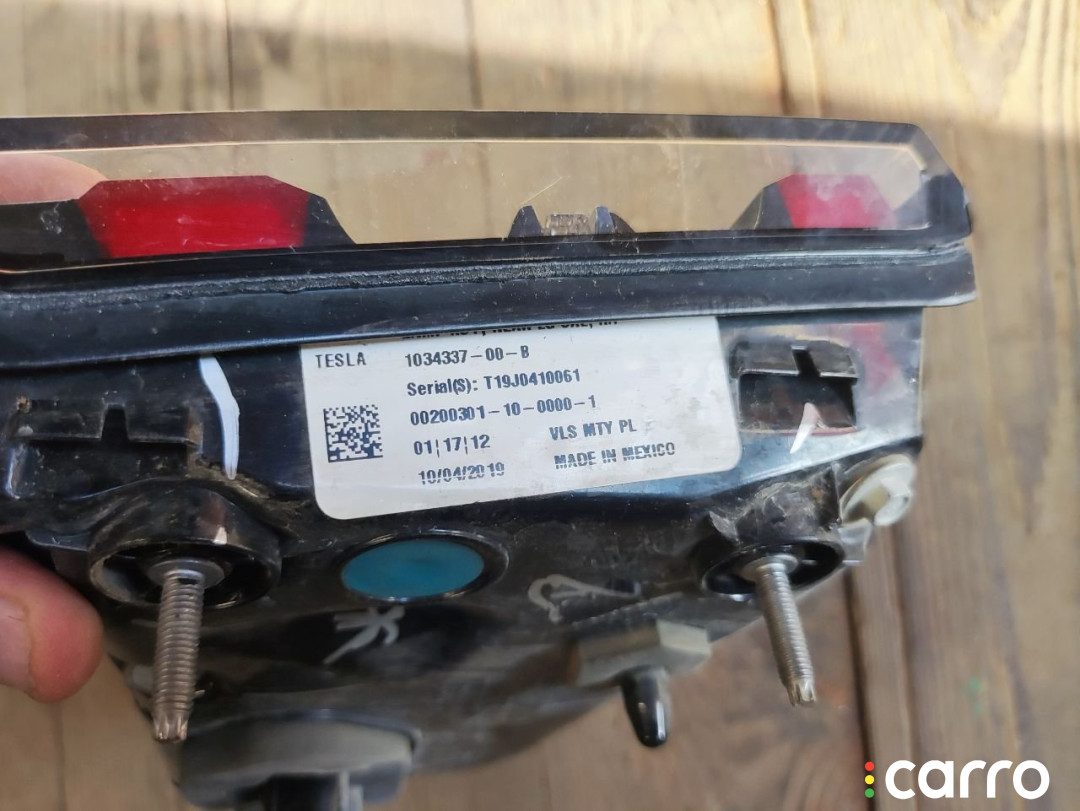 TESLA 1034337-00-B
Serial(S): T19J0410061
00200301-10-0000-1
01|17|12 VLS MTY PL
10/04/2019 MADE IN MEXICO
carro